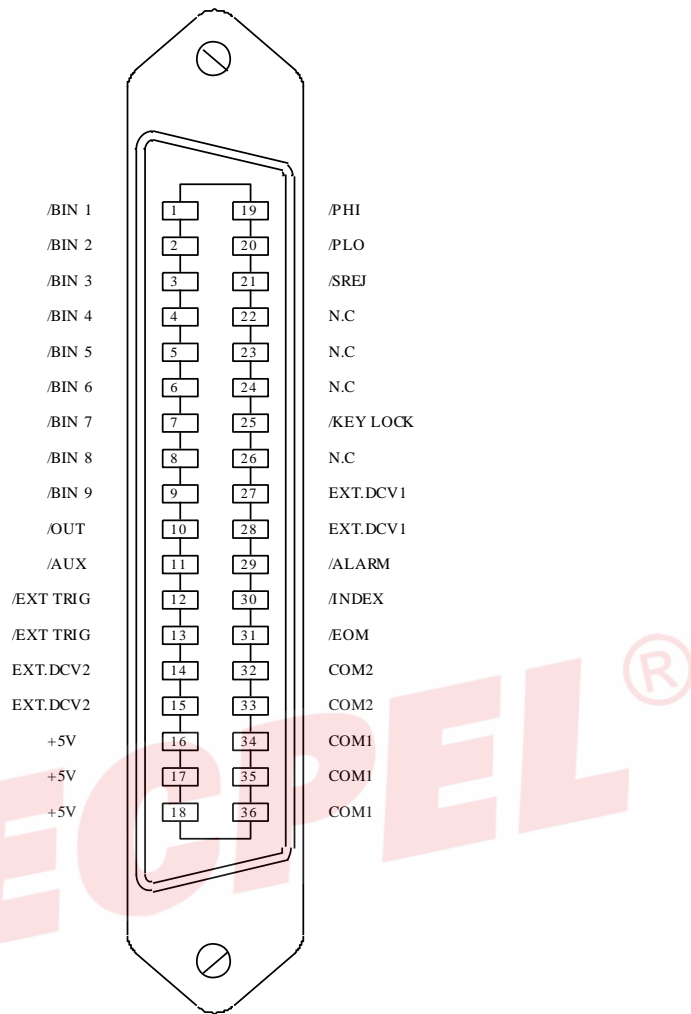 /BIN 1 1 19 /PHI
/BIN 2 2 20 /PLO
/BIN 3 3 21 /SREJ
/BIN 4 4 22 N.C
/BIN 5 5 23 N.C
/BIN 6 6 24 N.C
/BIN 7 7 25 /KEY LOCK
/BIN 8 8 26 N.C
/BIN 9 9 27 EXT.DCV1
/OUT 10 28 EXT.DCV1
/AUX 11 29 /ALARM
/EXT TRIG 12 30 /INDEX
/EXT TRIG 13 31 /EOM
EXT.DCV2 14 32 COM2
EXT.DCV2 15 33 COM2
+5V 16 34 COM1
+5V 17 35 COM1
+5V 18 36 COM1
ECPEL ®